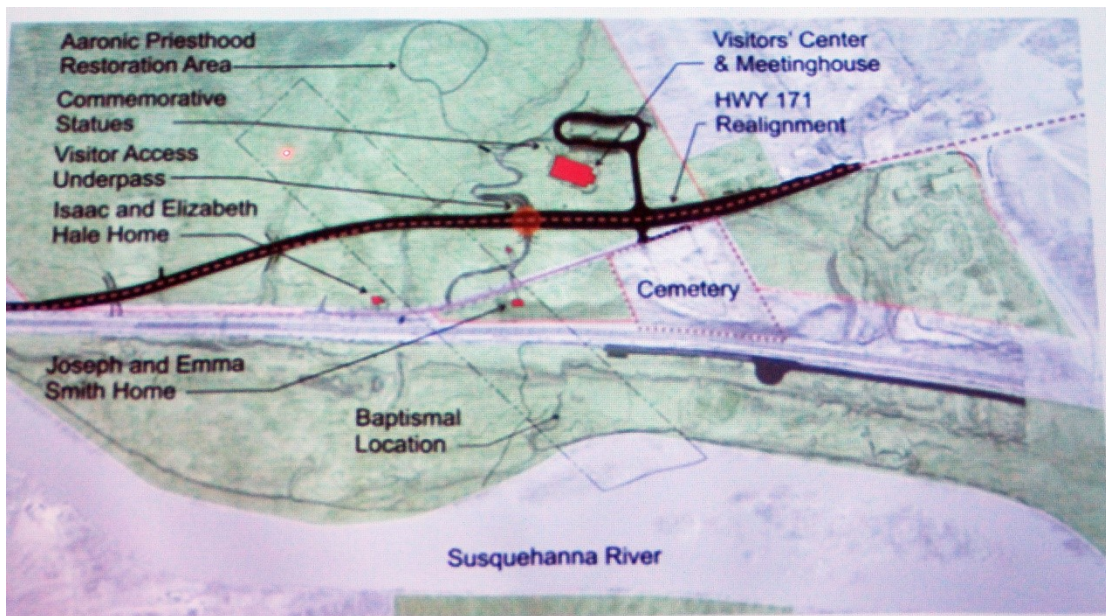 Aaronic Priesthood
Restoration Area
Commemorative
Statues
Visitor Access
Underpass
Isaac and Elizabeth
Hale Home
Joseph and Emma
Smith Home
Baptismal
Location
Visitors' Center
& Meetinghouse
HWY 171
Realignment
Cemetery
Susquehanna River